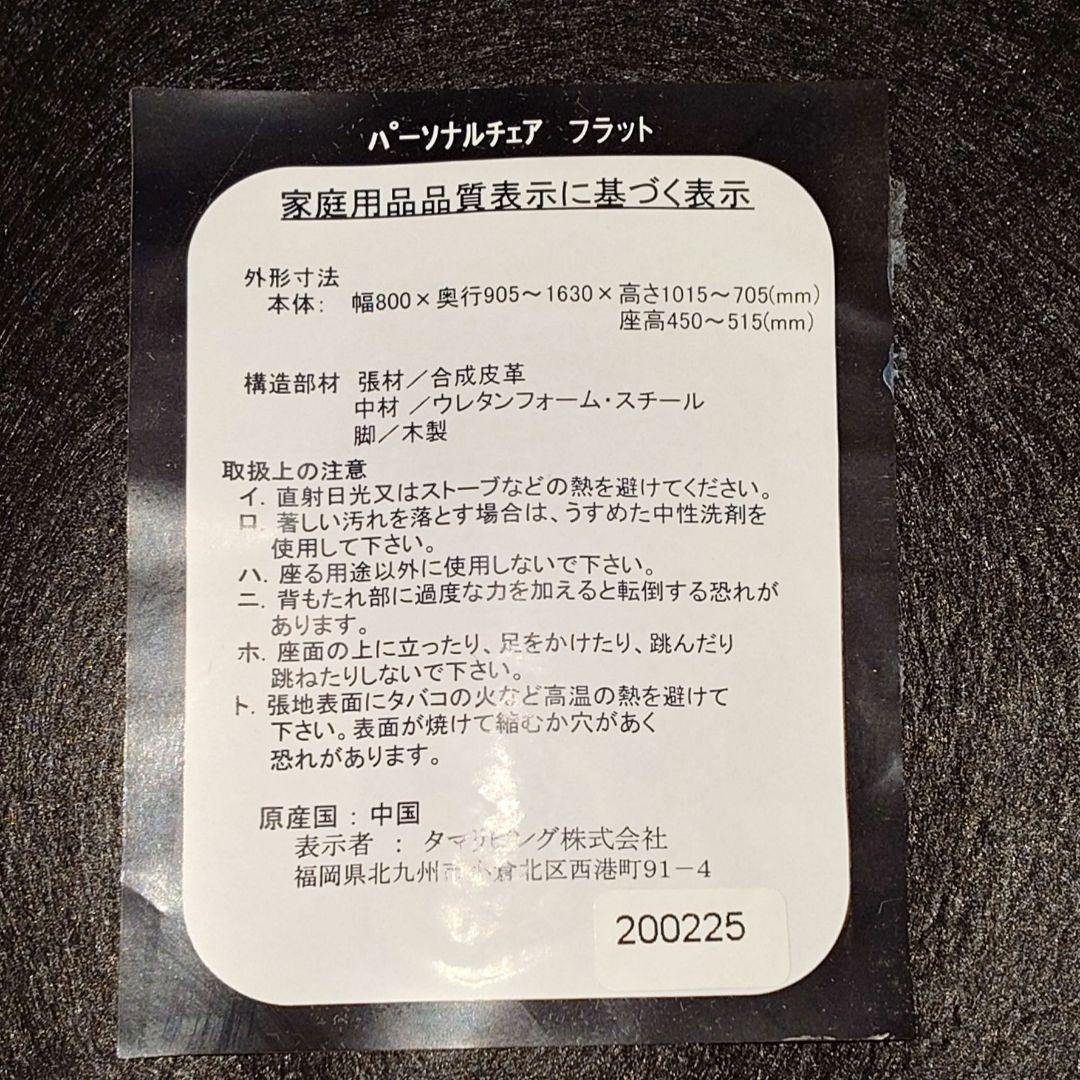 パーソナルチェア　フラット
家庭用品品質表示に基づく表示
外形寸法
本体： 幅800×奥行905～1630×高さ1015～705(mm)
座高450～515(mm)
構造部材 張材／合成皮革
中材 ／ウレタンフォーム・スチール
脚／木製
取扱上の注意
イ. 直射日光又はストーブなどの熱を避けてください。
ロ. 著しい汚れを落とす場合は、うすめた中性洗剤を
使用して下さい。
ハ. 座る用途以外に使用しないで下さい。
ニ. 背もたれ部に過度な力を加えると転倒する恐れが
あります。
ホ. 座面の上に立ったり、足をかけたり、跳んだり
跳ねたりしないで下さい。
ト. 張地表面にタバコの火など高温の熱を避けて
下さい。表面が焼けて縮むか穴があく
恐れがあります。
原産国：中国
表示者 ：タマリビング株式会社
福岡県北九州市小倉北区西港町91－4
200225